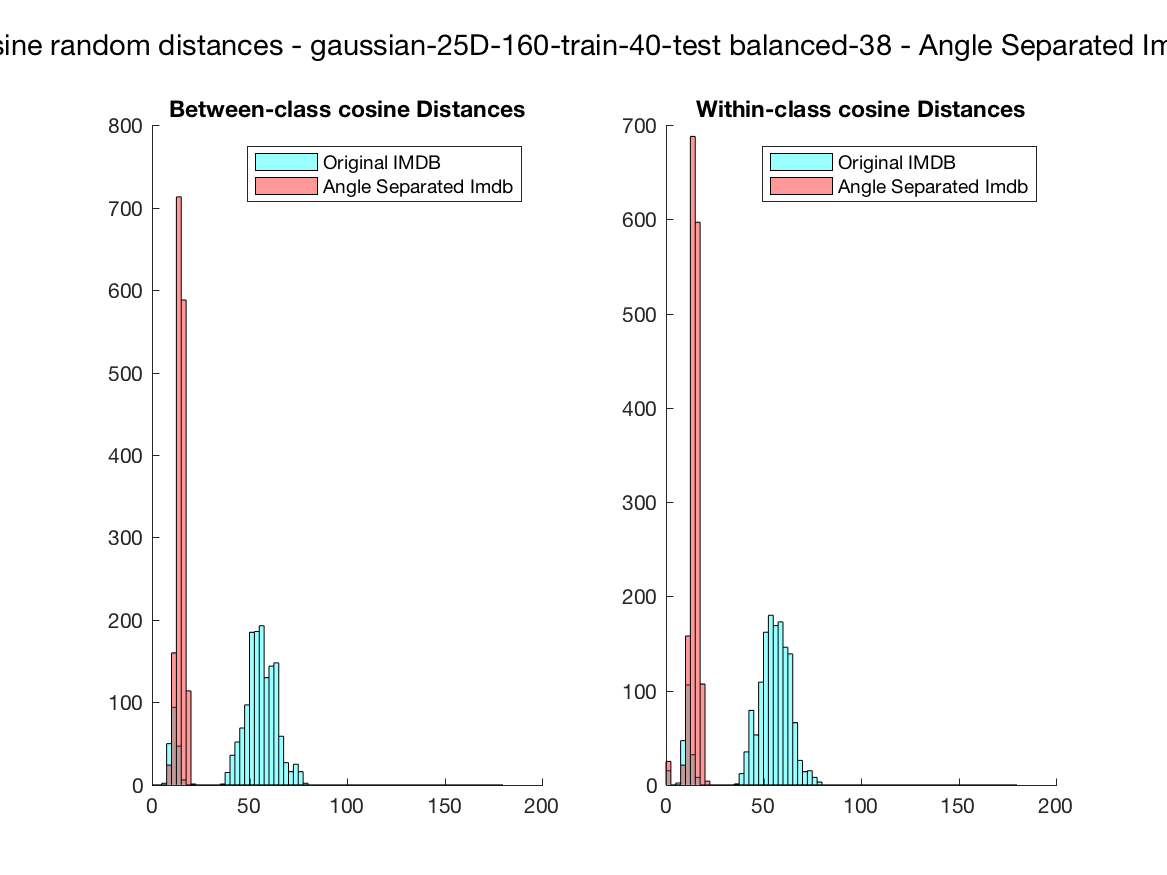 sine random distances - gaussian-25D-160-train-40-test balanced-38 - Angle Separated Im
Between-class cosine Distances
Within-class cosine Distances
800
700
600
500
400
300
200
100
0
Original IMDB
Angle Separated Imdb
0 50 100 150 200
700
600
500
400
300
200
100
0
Original IMDB
Angle Separated Imdb
0 50 100 150 200